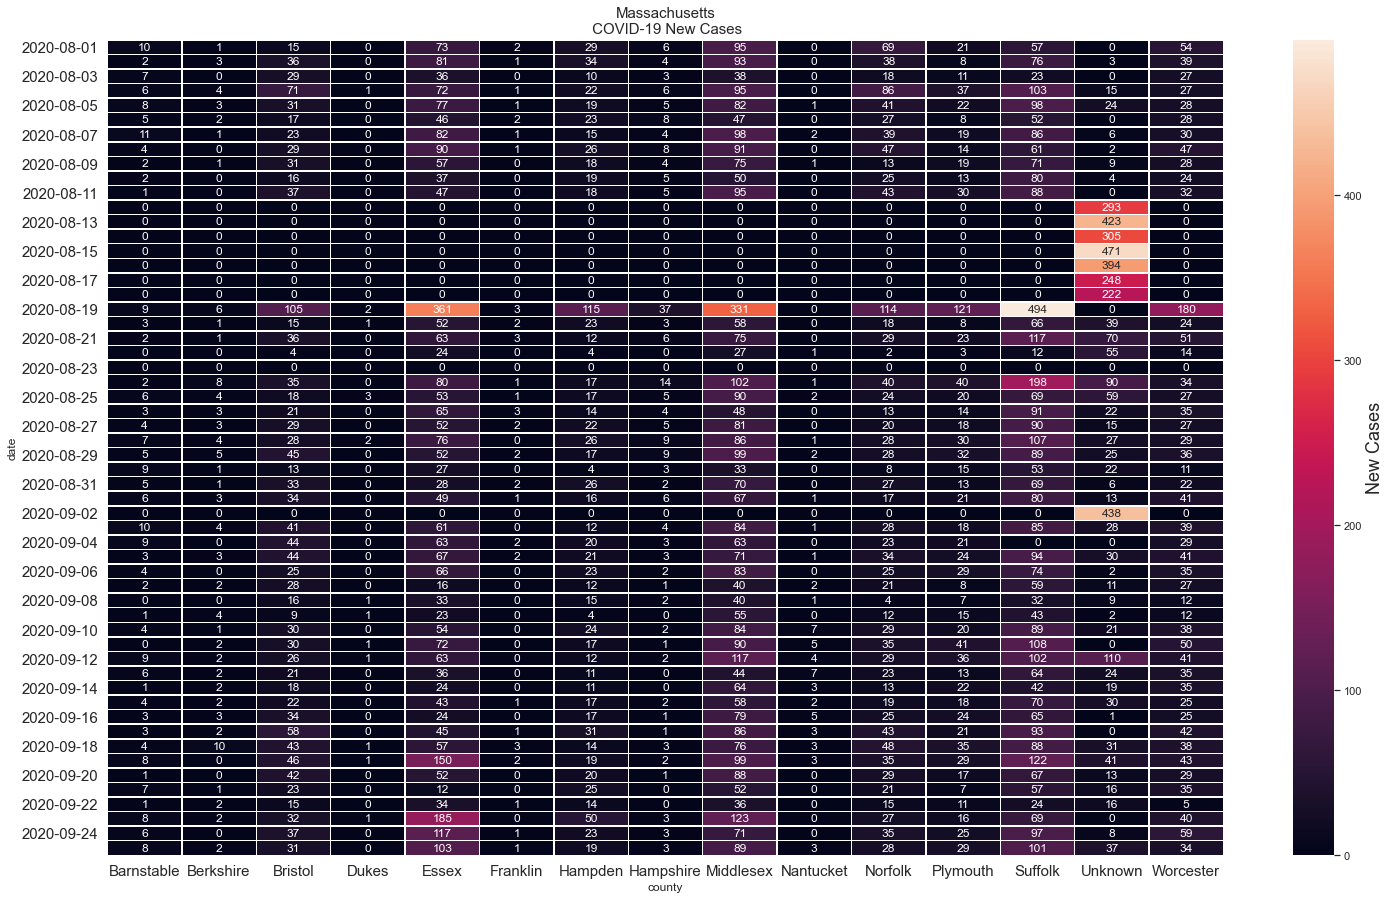 Massachusetts
COVID-19 New Cases
2020-08-01 10 1 15 0 73 2 29 6 95 0 69 21 57 0 54
2 3 36 0 81 1 34 4 93 0 38 8 76 3 39
2020-08-03 7 0 29 0 36 0 10 3 38 0 18 11 23 0 27
6 4 71 1 72 1 22 6 95 0 86 37 103 15 27
2020-08-05 8 3 31 0 77 1 19 5 82 1 41 22 98 24 28
5 2 17 0 46 2 23 8 47 0 27 8 52 0 28
2020-08-07 11 1 23 0 82 1 15 4 98 2 39 19 86 6 30
4 0 29 0 90 1 26 8 91 0 47 14 61 2 47
2020-08-09 2 1 31 0 57 0 18 4 75 1 13 19 71 9 28
2 0 16 0 37 0 19 5 50 0 25 13 80 4 24
2020-08-11 1 0 37 0 47 0 18 5 95 0 43 30 88 0 32
0 0 0 0 0 0 0 0 0 0 0 0 0 293 0
2020-08-13 0 0 0 0 0 0 0 0 0 0 0 0 0 423 0
0 0 0 0 0 0 0 0 0 0 0 0 0 305 0
2020-08-15 0 0 0 0 0 0 0 0 0 0 0 0 0 471 0
0 0 0 0 0 0 0 0 0 0 0 0 0 394 0
2020-08-17 0 0 0 0 0 0 0 0 0 0 0 0 0 248 0
0 0 0 0 0 0 0 0 0 0 0 0 0 222 0
2020-08-19 9 6 105 2 361 3 115 37 331 0 114 121 494 0 180
3 1 15 1 52 2 23 3 58 0 18 8 66 39 24
2020-08-21 2 1 36 0 63 3 12 6 75 0 29 23 117 70 51
0 0 4 0 24 0 4 0 27 1 2 3 12 55 14
2020-08-23 0 0 0 0 0 0 0 0 0 0 0 0 0 0 0
2 8 35 0 80 1 17 14 102 1 40 40 198 90 34
2020-08-25 6 4 18 3 53 1 17 5 90 2 24 20 69 59 27
3 3 21 0 65 3 14 4 48 0 13 14 91 22 35
2020-08-27 4 3 29 0 52 2 22 5 81 0 20 18 90 15 27
7 4 28 2 76 0 26 9 86 1 28 30 107 27 29
2020-08-29 5 5 45 0 52 2 17 9 99 2 28 32 89 25 36
9 1 13 0 27 0 4 3 33 0 8 15 53 22 11
2020-08-31 5 1 33 0 28 2 26 2 70 0 27 13 69 6 22
6 3 34 0 49 1 16 6 67 1 17 21 80 13 41
2020-09-02 0 0 0 0 0 0 0 0 0 0 0 0 0 438 0
10 4 41 0 61 0 12 4 84 1 28 18 85 28 39
2020-09-04 9 0 44 0 63 2 20 3 63 0 23 21 0 0 29
3 3 44 0 67 2 21 3 71 1 34 24 94 30 41
2020-09-06 4 0 25 0 66 0 23 2 83 0 25 29 74 2 35
2 2 28 0 16 0 12 1 40 2 21 8 59 11 27
2020-09-08 0 0 16 1 33 0 15 2 40 1 4 7 32 9 12
1 4 9 1 23 0 4 0 55 0 12 15 43 2 12
2020-09-10 4 1 30 0 54 0 24 2 84 7 29 20 89 21 38
0 2 30 1 72 0 17 1 90 5 35 41 108 0 50
2020-09-12 9 2 26 1 63 0 12 2 117 4 29 36 102 110 41
6 2 21 0 36 0 11 0 44 7 23 13 64 24 35
2020-09-14 1 2 18 0 24 0 11 0 64 3 13 22 42 19 35
4 2 22 0 43 1 17 2 58 2 19 18 70 30 25
2020-09-16 3 3 34 0 24 0 17 1 79 5 25 24 65 1 25
3 2 58 0 45 1 31 1 86 3 43 21 93 0 42
2020-09-18 4 10 43 1 57 3 14 3 76 3 48 35 88 31 38
8 0 46 1 150 2 19 2 99 3 35 29 122 41 43
2020-09-20 1 0 42 0 52 0 20 1 88 0 29 17 67 13 29
7 1 23 0 12 0 25 0 52 0 21 7 57 16 35
2020-09-22 1 2 15 0 34 1 14 0 36 0 15 11 24 16 5
8 2 32 1 185 0 50 3 123 0 27 16 69 0 40
2020-09-24 6 0 37 0 117 1 23 3 71 0 35 25 97 8 59
8 2 31 0 103 1 19 3 89 3 28 29 101 37 34
Barnstable Berkshire Bristol Dukes Essex Franklin Hampden Hampshire Middlesex Nantucket Norfolk Plymouth Suffolk Unknown Worcester
county
date
400
300
200
100
0
New Cases